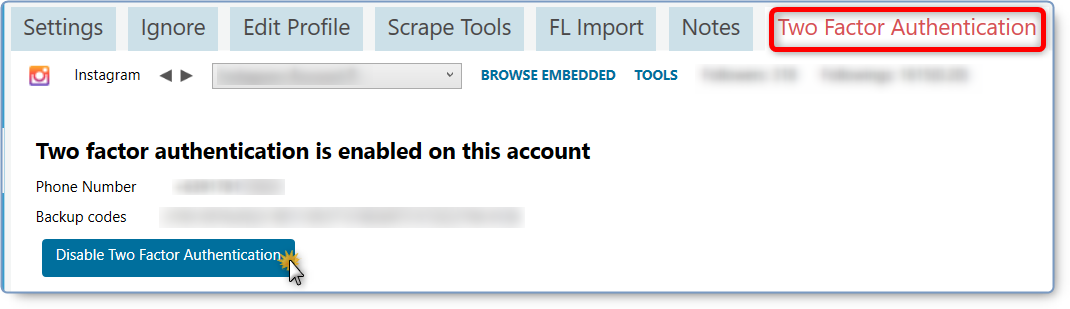 Settings Ignore Edit Profile Scrape Tools FL Import Notes Two Factor Authentication
Instagram BROWSE EMBEDDED TOOLS
Two factor authentication is enabled on this account
Phone Number
Backup codes
Disable Two Factor Authentication